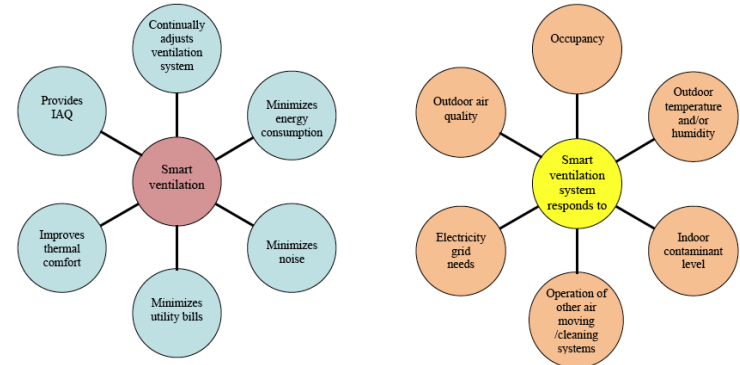 Continually
adjusts
ventilation
system
Provides
IAQ
Minimizes
energy
consumption
Smart
ventilation
Improves
thermal
comfort
Minimizes
noise
Minimizes
utility bills
Occupancy
Outdoor air
quality
Outdoor
temperature
and/or
humidity
Smart
ventilation
system
responds to
Electricity
grid
needs
Indoor
contaminant
level
Operation of
other air
moving
/cleaning
systems